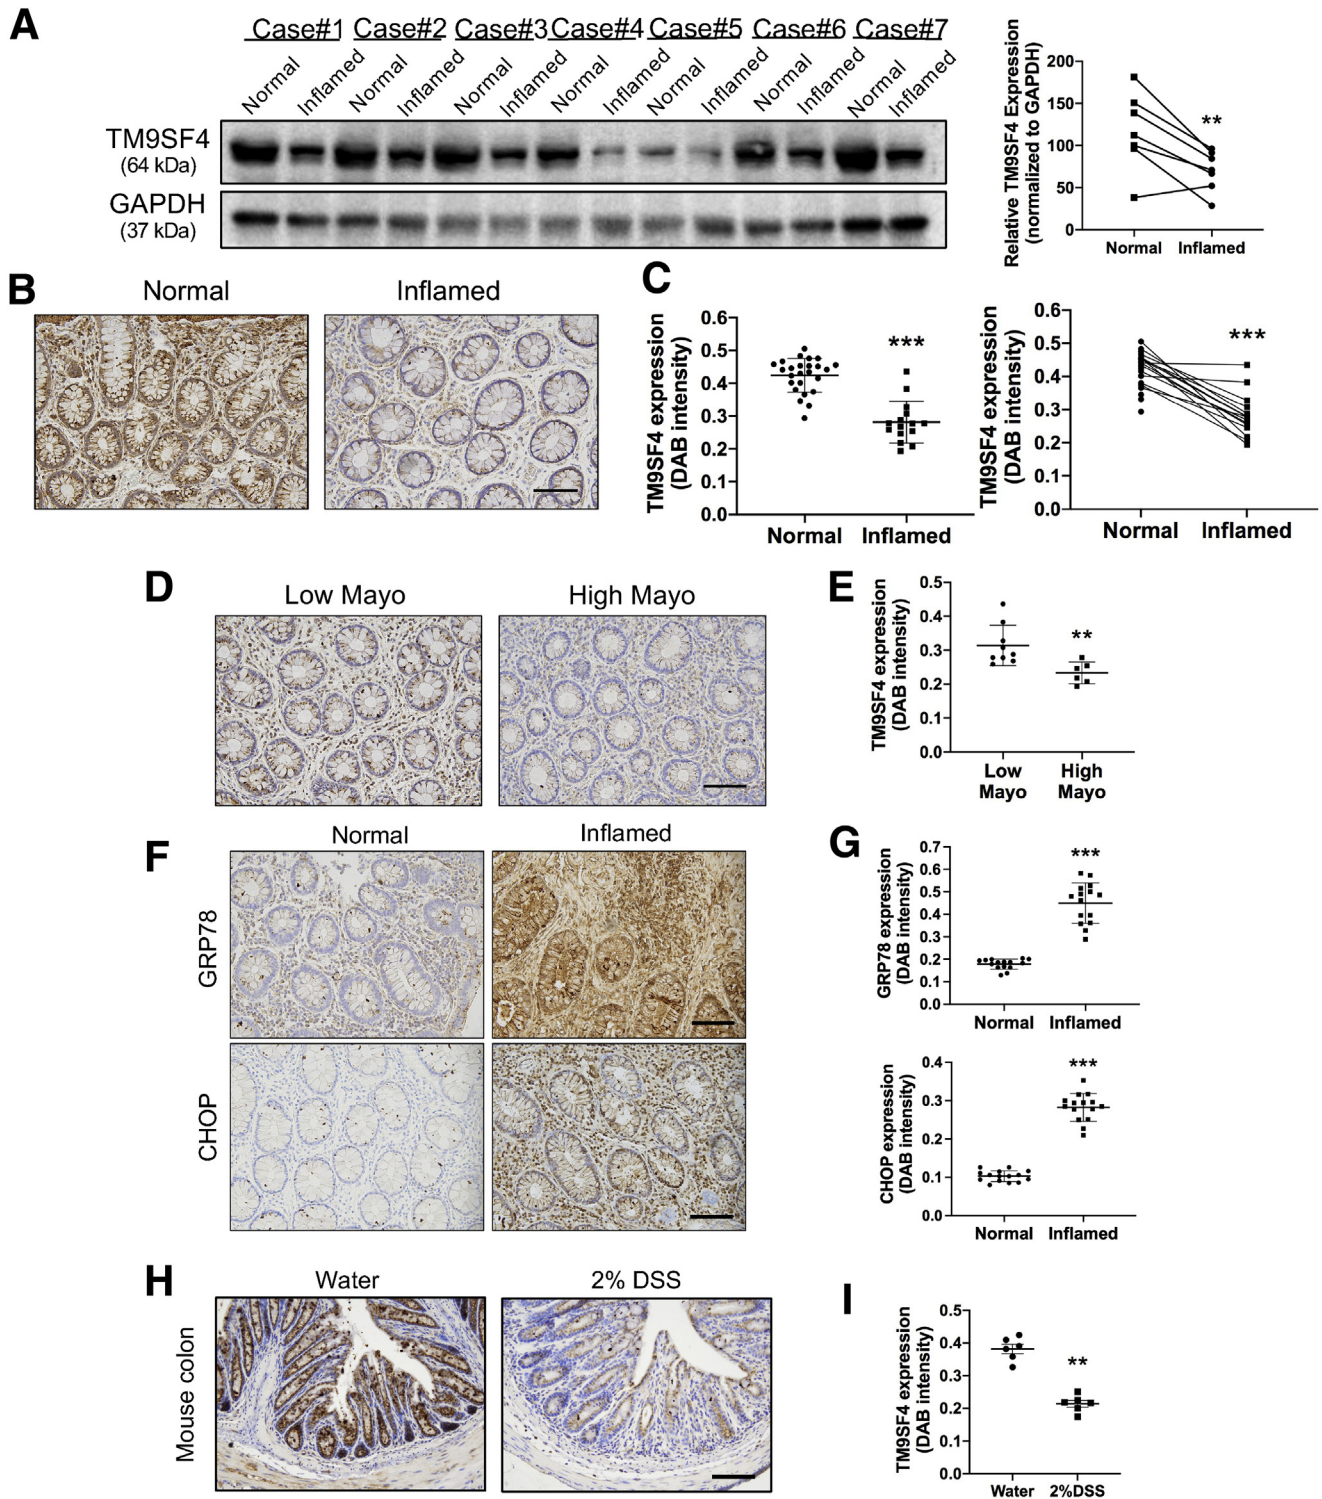 A
Case#1 Case#2 Case#3 Case#4 Case#5 Case#6 Case#7
Normal Inflamed Normal Inflamed Normal Inflamed Normal Inflamed Normal Inflamed Normal Inflamed Normal Inflamed
TM9SF4
(64 kDa)
GAPDH
(37 kDa)
Relative TM9SF4 Expression
(normalized to GAPDH)
200
150
100
50
0
**
Normal Inflamed
B
Normal Inflamed
C
TM9SF4 expression
(DAB intensity)
0.6
0.5
0.4
0.3
0.2
0.1
0.0
***
Normal Inflamed
TM9SF4 expression
(DAB intensity)
0.6
0.5
0.4
0.3
0.2
0.1
0.0
***
Normal Inflamed
D
Low Mayo High Mayo
E
TM9SF4 expression
(DAB intensity)
0.5
0.4
0.3
0.2
0.1
0.0
**
Low High
Mayo Mayo
F
Normal Inflamed
GRP78
CHOP
G
GRP78 expression
(DAB intensity)
0.7
0.6
0.5
0.4
0.3
0.2
0.1
0.0
***
Normal Inflamed
CHOP expression
(DAB intensity)
0.4
0.3
0.2
0.1
0.0
***
Normal Inflamed
H
Water 2% DSS
Mouse colon
I
TM9SF4 expression
(DAB intensity)
0.5
0.4
0.3
0.2
0.1
0.0
**
Water 2%DSS